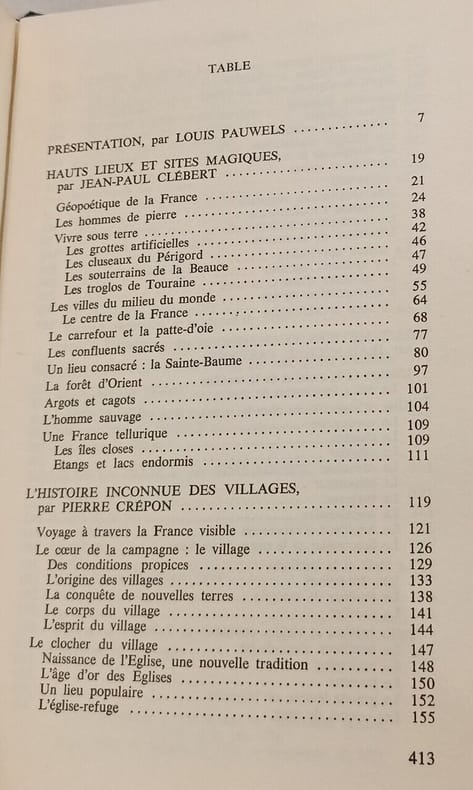 TABLE
PRÉSENTATION, par LOUIS PAUWELS .............. 7
HAUTS LIEUX ET SITES MAGIQUES,
par JEAN-PAUL CLÉBERT .............. 19
Géopoétique de la France .............. 21
Les hommes de pierre .............. 24
Vivre sous terre .............. 38
Les grottes artificielles .............. 42
Les cluseaux du Périgord .............. 46
Les souterrains de la Beauce .............. 47
Les troglos de Touraine .............. 49
Les villes du milieu du monde .............. 55
Le centre de la France .............. 64
Le carrefour et la patte-d'oie .............. 68
Les confluents sacrés .............. 77
Un lieu consacré : la Sainte-Baume .............. 80
La forêt d'Orient .............. 97
Argots et cagots .............. 101
L'homme sauvage .............. 104
Une France tellurique .............. 109
Les îles closes .............. 109
Etangs et lacs endormis .............. 111
L'HISTOIRE INCONNUE DES VILLAGES,
par PIERRE CRÉPON .............. 119
Voyage à travers la France visible .............. 121
Le cœur de la campagne : le village .............. 126
Des conditions propices .............. 129
L'origine des villages .............. 133
La conquête de nouvelles terres .............. 138
Le corps du village .............. 141
L'esprit du village .............. 144
Le clocher du village .............. 147
Naissance de l'Eglise, une nouvelle tradition .............. 148
L'âge d'or des Eglises .............. 150
Un lieu populaire .............. 152
L'église-refuge .............. 155
413